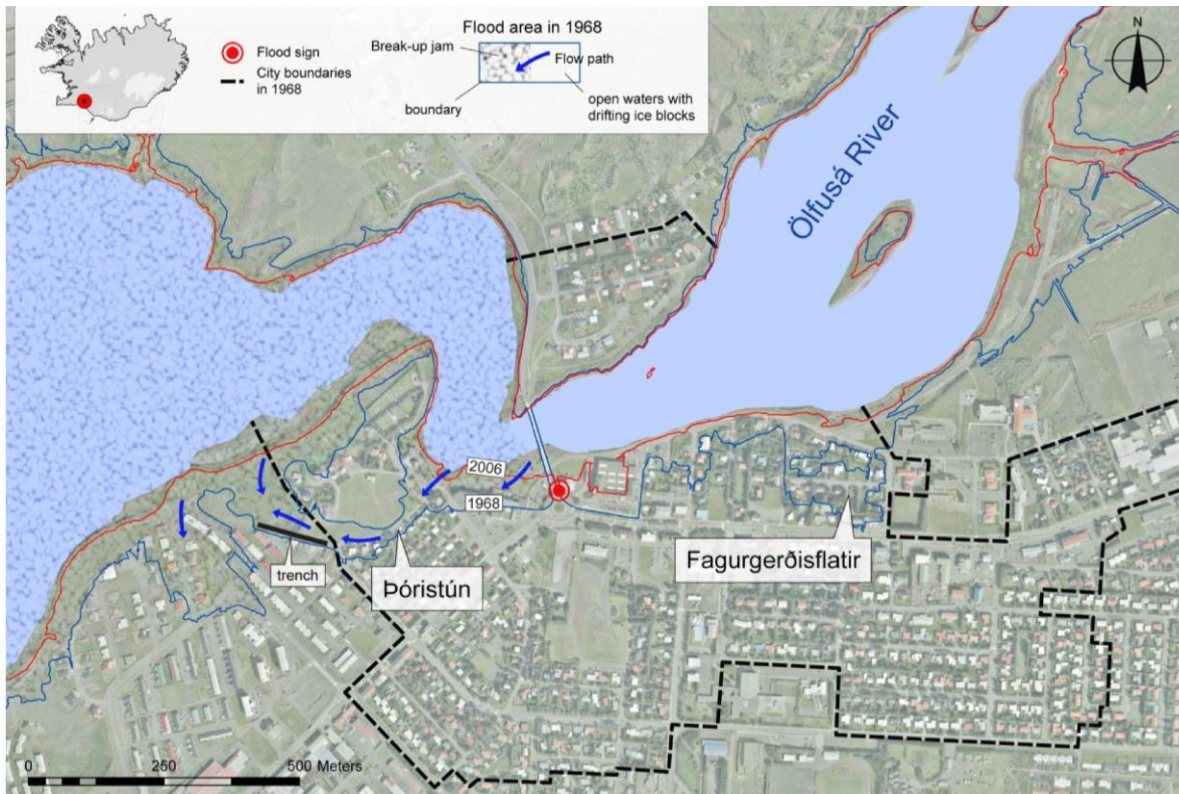 Flood area in 1968
Flood sign
City boundaries
in 1968
Break-up jam
Flow path
boundary
open waters with
drifting ice blocks
N
Ölfusá River
2006
1968
trench
Þóristún
Fagurgerðisflatir
0 250 500 Meters